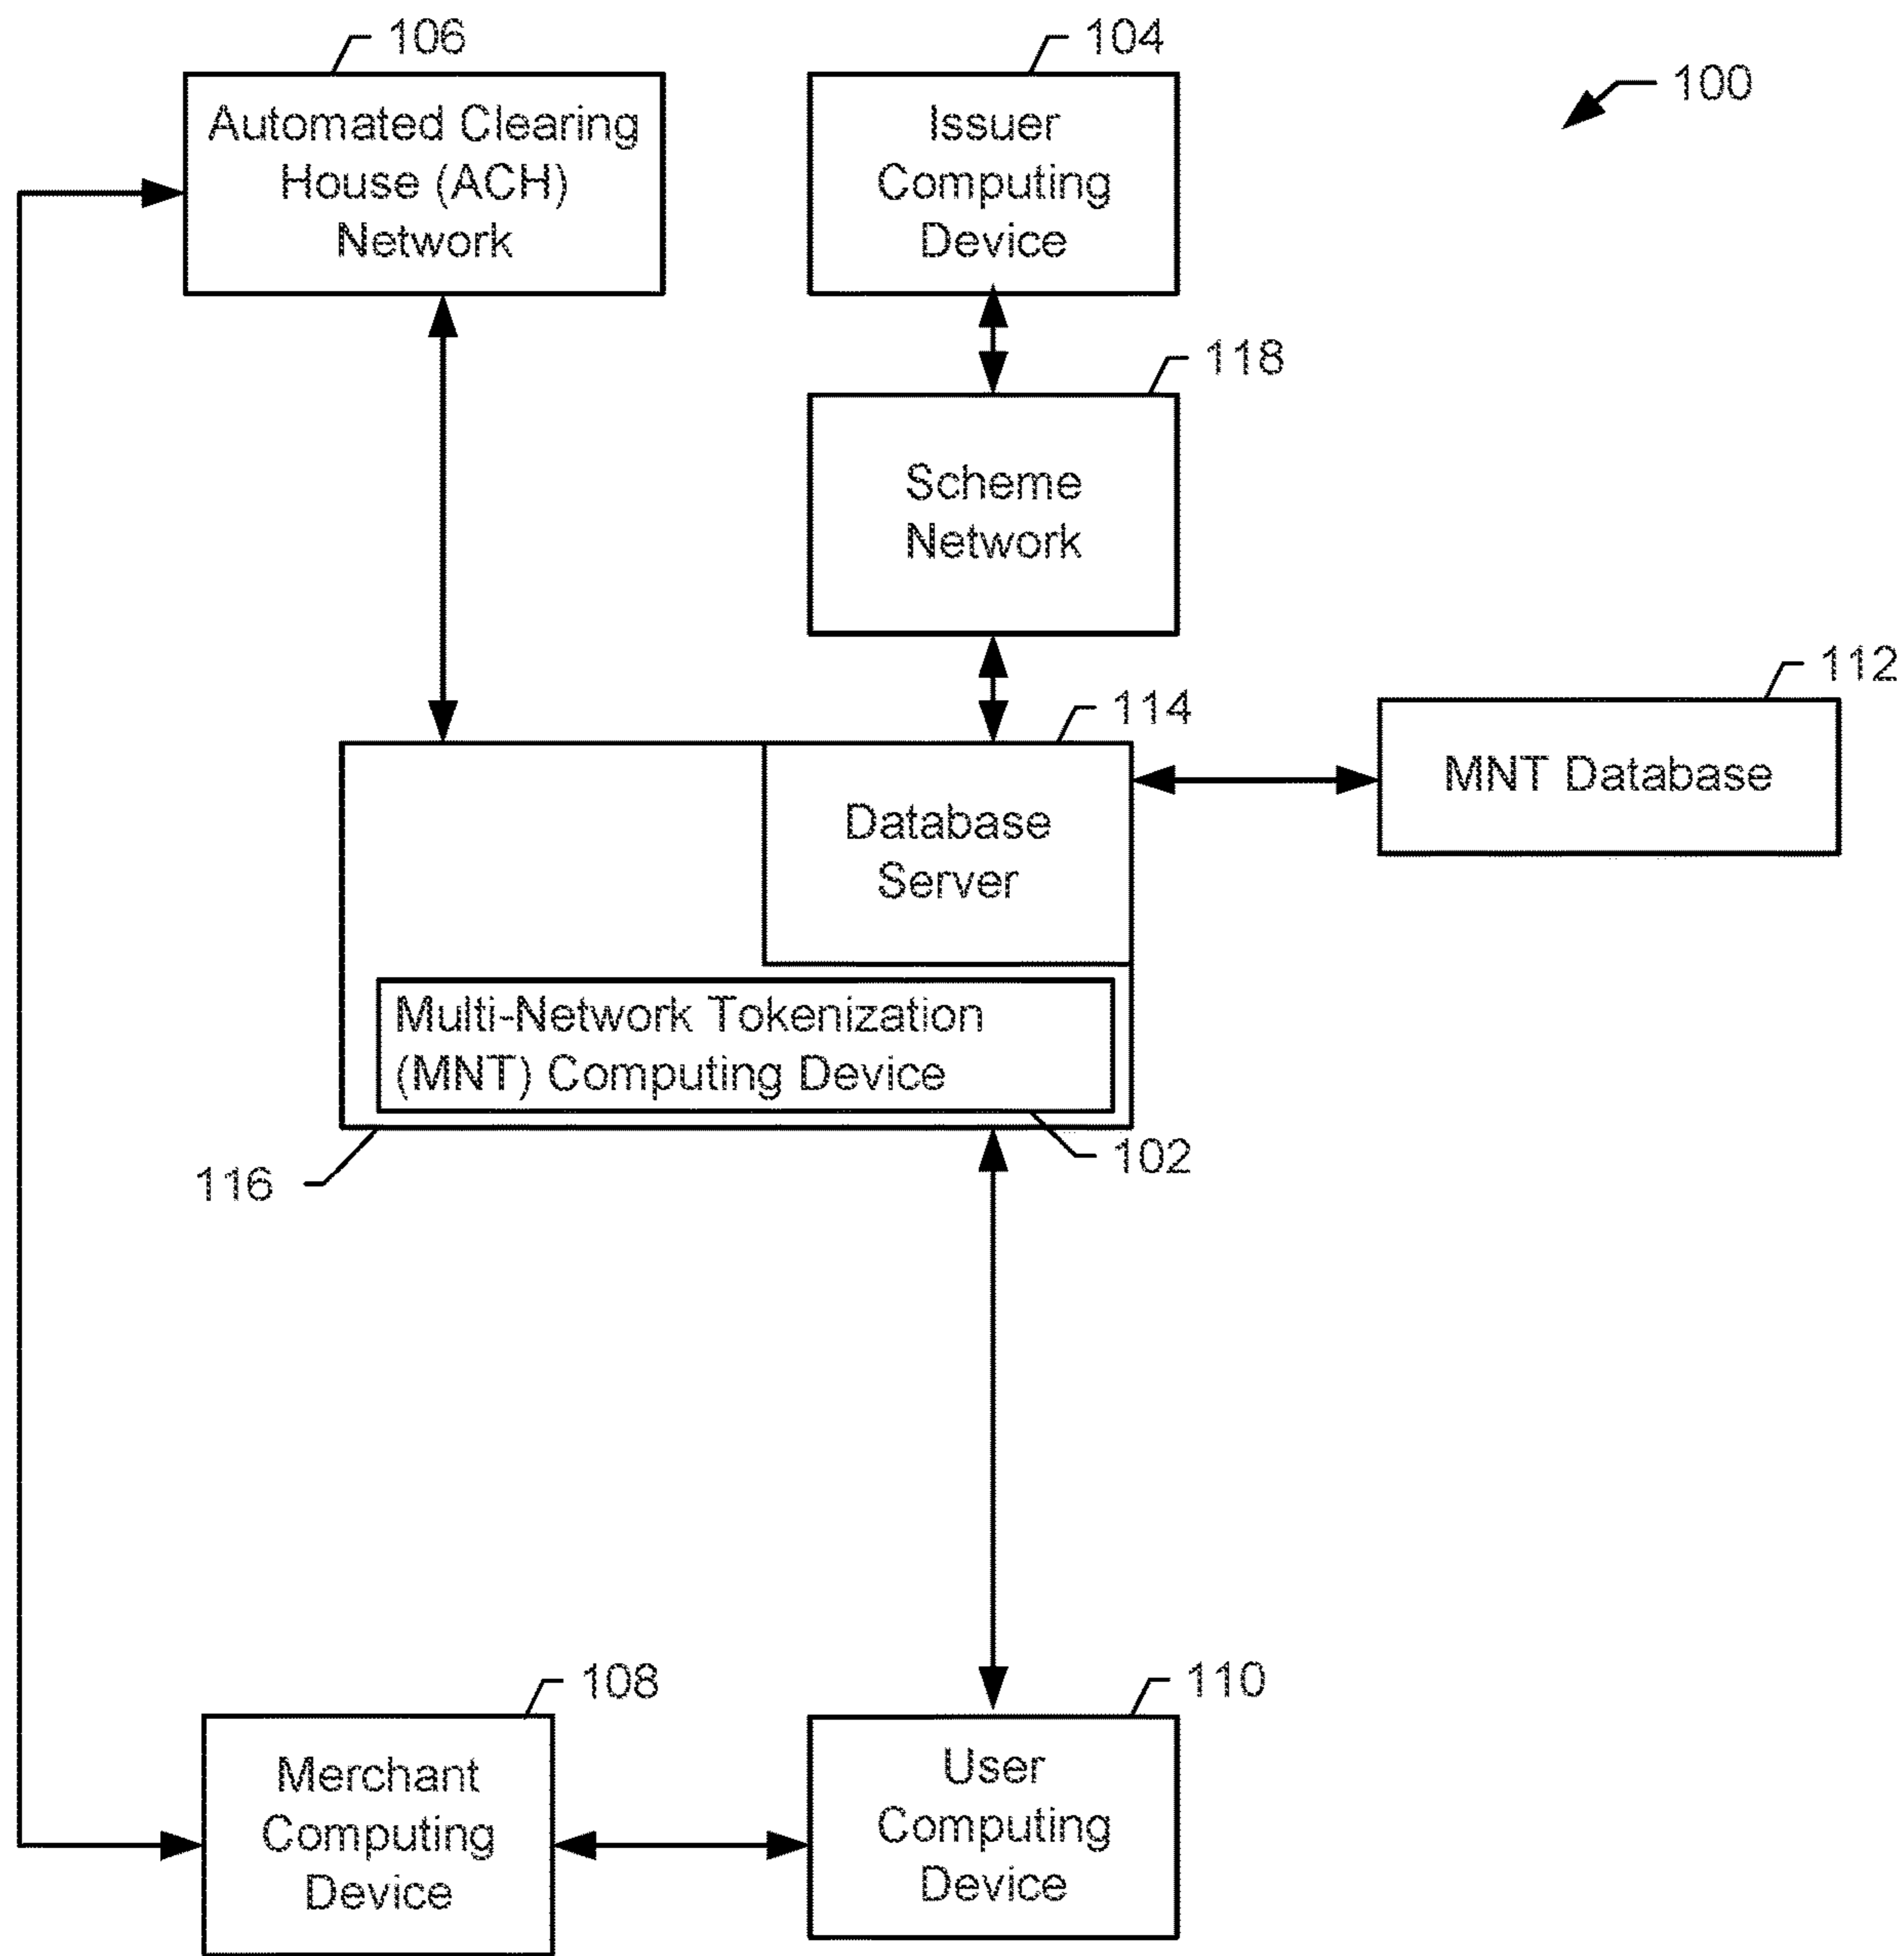 106
104
100
Automated Clearing
House (ACH)
Network
Issuer
Computing
Device
118
Scheme
Network
112
114
MNT Database
Database
Server
Multi-Network Tokenization
(MNT) Computing Device
102
116
108
110
Merchant
Computing
Device
User
Computing
Device